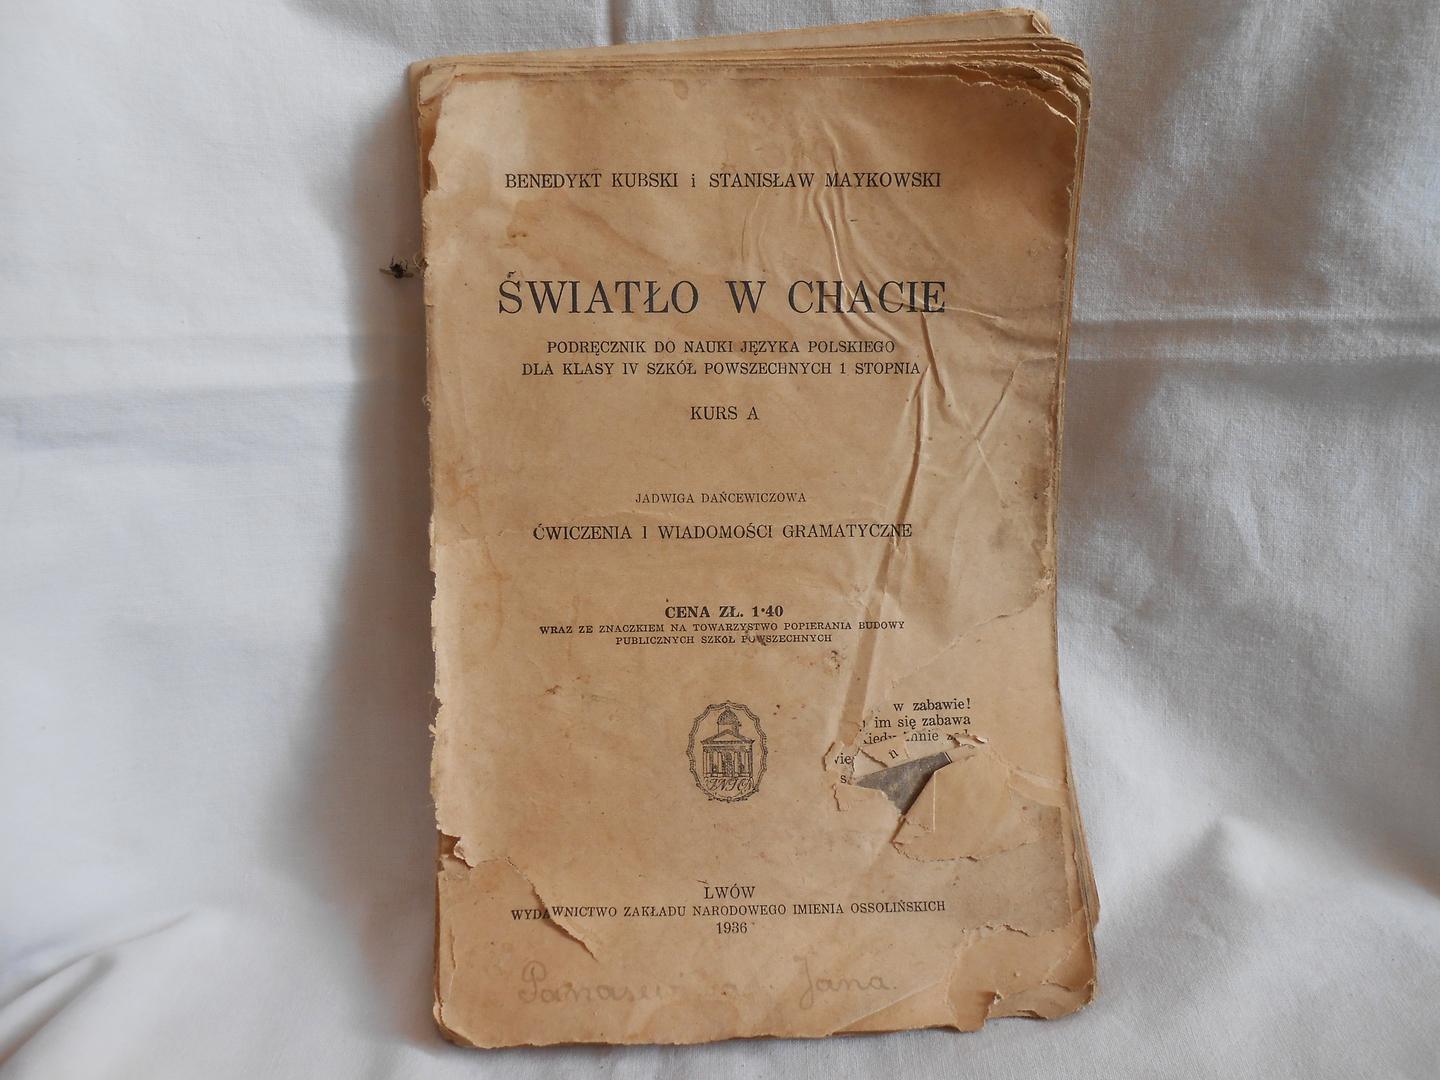 BENEDYKT KUBSKI i STANISŁAW MAYKOWSKI
ŚWIATŁO W CHACIE
PODRĘCZNIK DO NAUKI JĘZYKA POLSKIEGO
DLA KLASY IV SZKÓŁ POWSZECHNYCH 1 STOPNIA
KURS A
JADWIGA DAŃCEWICZOWA
ĆWICZENIA I WIADOMOŚCI GRAMATYCZNE
CENA ZŁ. 1·40
WRAZ ZE ZNACZKIEM NA TOWARZYSTWO POPIERANIA BUDOWY
PUBLICZNYCH SZKÓŁ POWSZECHNYCH
w zabawie!
im się zabawa
LWÓW
WYDAWNICTWO ZAKŁADU NARODOWEGO IMIENIA OSSOLIŃSKICH
1936
Jana.